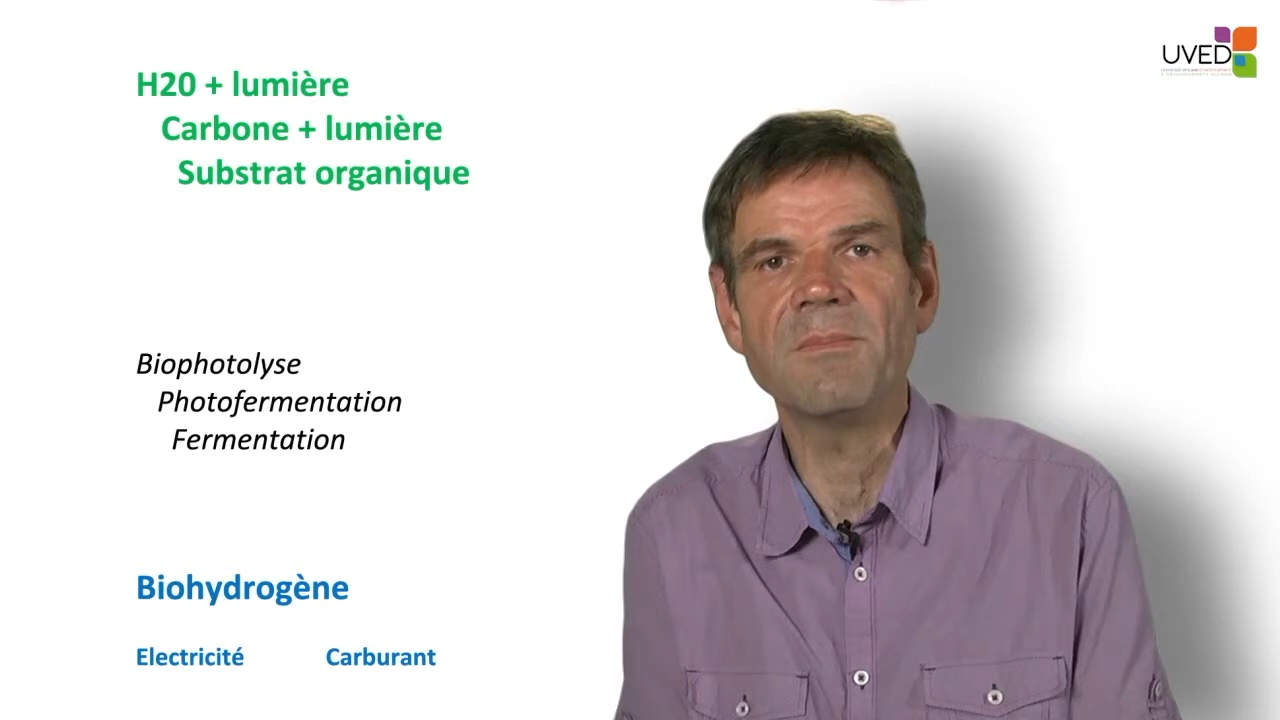 H20 + lumière
Carbone + lumière
Substrat organique
Biophotolyse
Photofermentation
Fermentation
Biohydrogène
Electricité Carburant
UVED